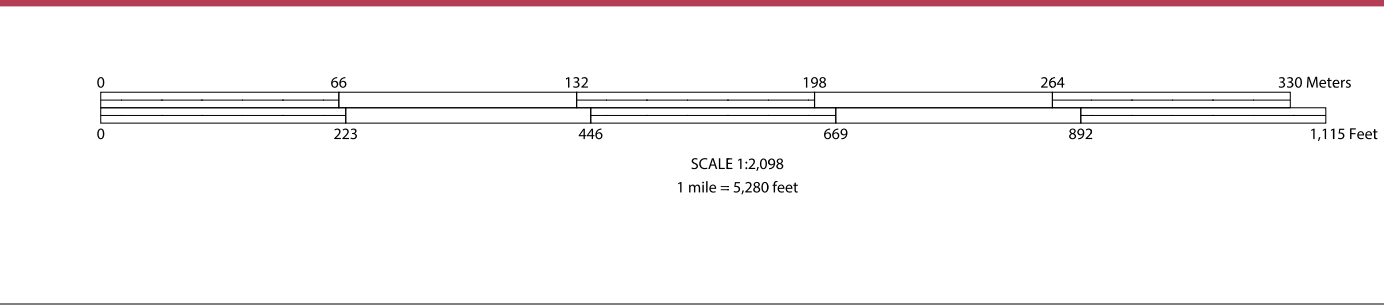 0 66 132 198 264 330 Meters
0 223 446 669 892 1,115 Feet
SCALE 1:2,098
1 mile = 5,280 feet